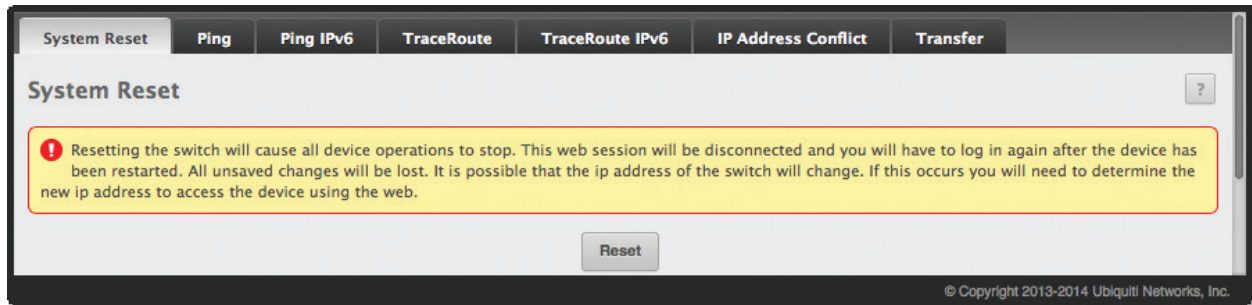 System Reset Ping Ping IPv6 TraceRoute TraceRoute IPv6 IP Address Conflict Transfer
System Reset ?
! Resetting the switch will cause all device operations to stop. This web session will be disconnected and you will have to log in again after the device has
been restarted. All unsaved changes will be lost. It is possible that the ip address of the switch will change. If this occurs you will need to determine the
new ip address to access the device using the web.
Reset
© Copyright 2013-2014 Ubiquiti Networks, Inc.